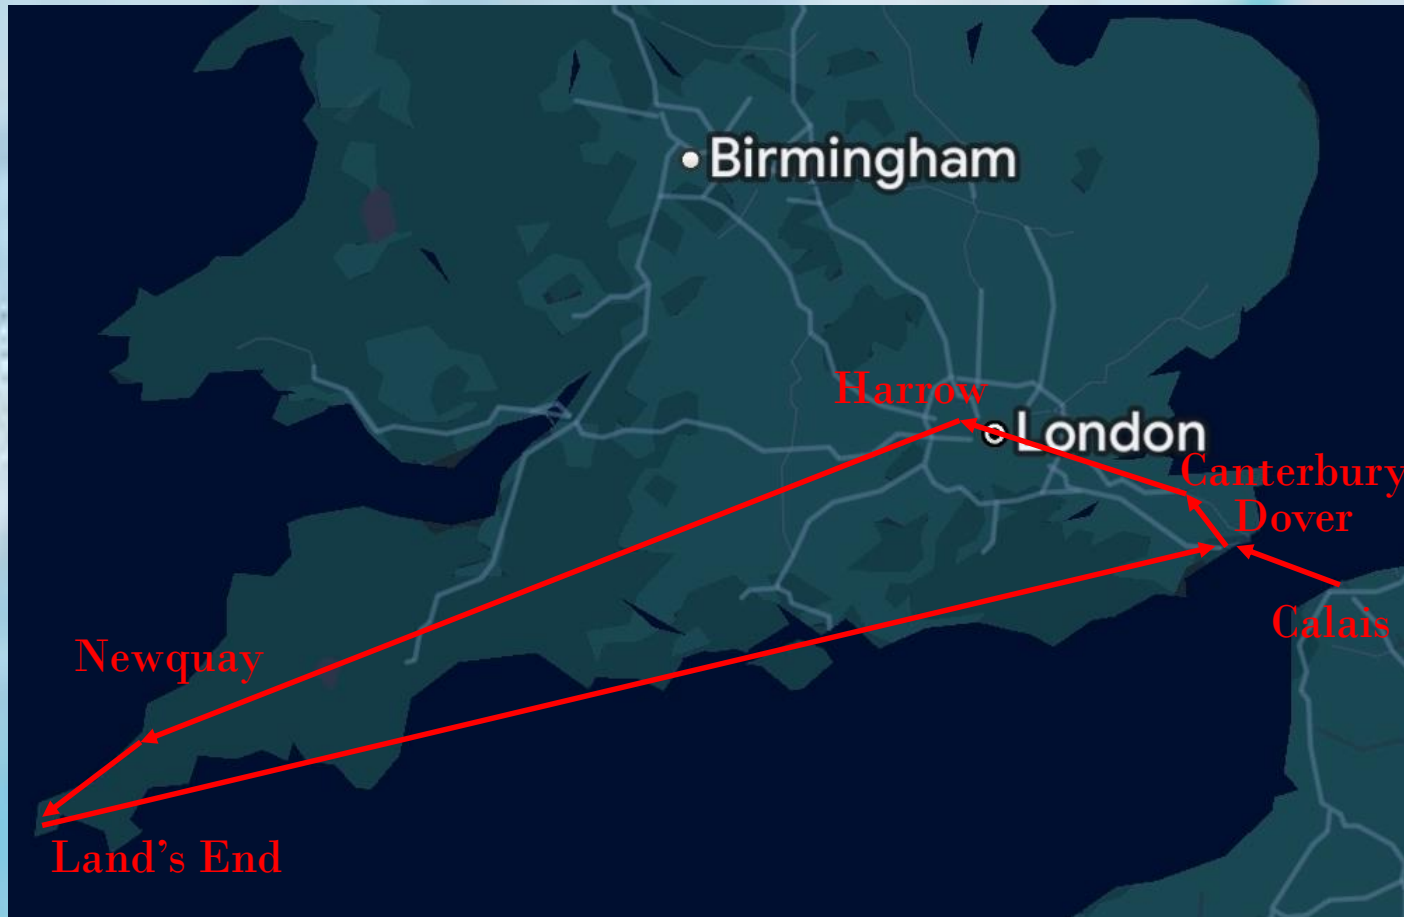 Birmingham
Harrow
London
Canterbury
Dover
Calais
Newquay
Land’s End